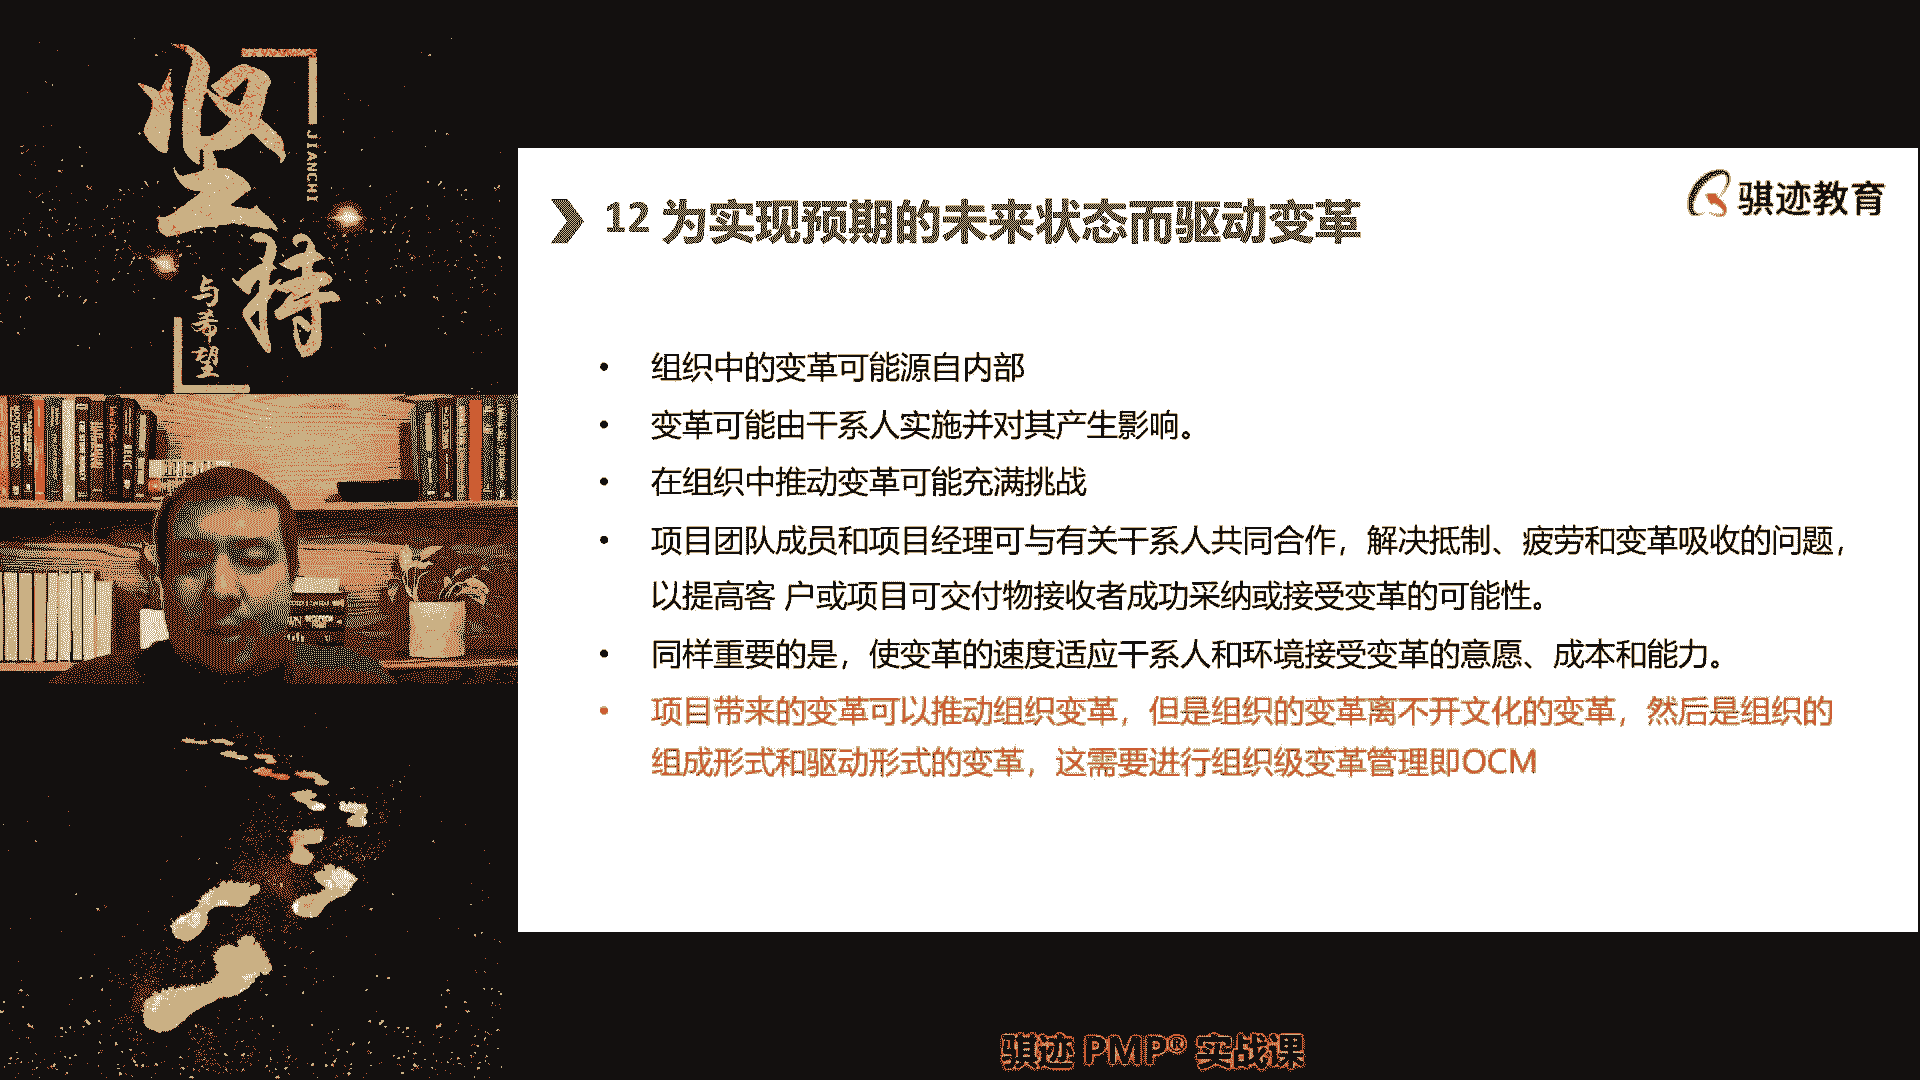 坚持
JIANCHI
与希望
骐迹教育
12 为实现预期的未来状态而驱动变革
• 组织中的变革可能源自内部
• 变革可能由干系人实施并对其产生影响。
• 在组织中推动变革可能充满挑战
• 项目团队成员和项目经理可与有关干系人共同合作，解决抵制、疲劳和变革吸收的问题，
以提高客 户或项目可交付物接收者成功采纳或接受变革的可能性。
• 同样重要的是，使变革的速度适应干系人和环境接受变革的意愿、成本和能力。
• 项目带来的变革可以推动组织变革，但是组织的变革离不开文化的变革，然后是组织的
组成形式和驱动形式的变革，这需要进行组织级变革管理即OCM
骐迹 PMP® 实战课